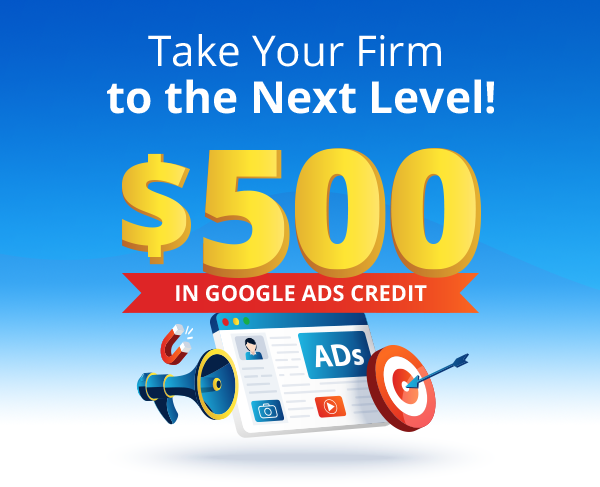 Take Your Firm
to the Next Level!
$500
IN GOOGLE ADS CREDIT
ADs